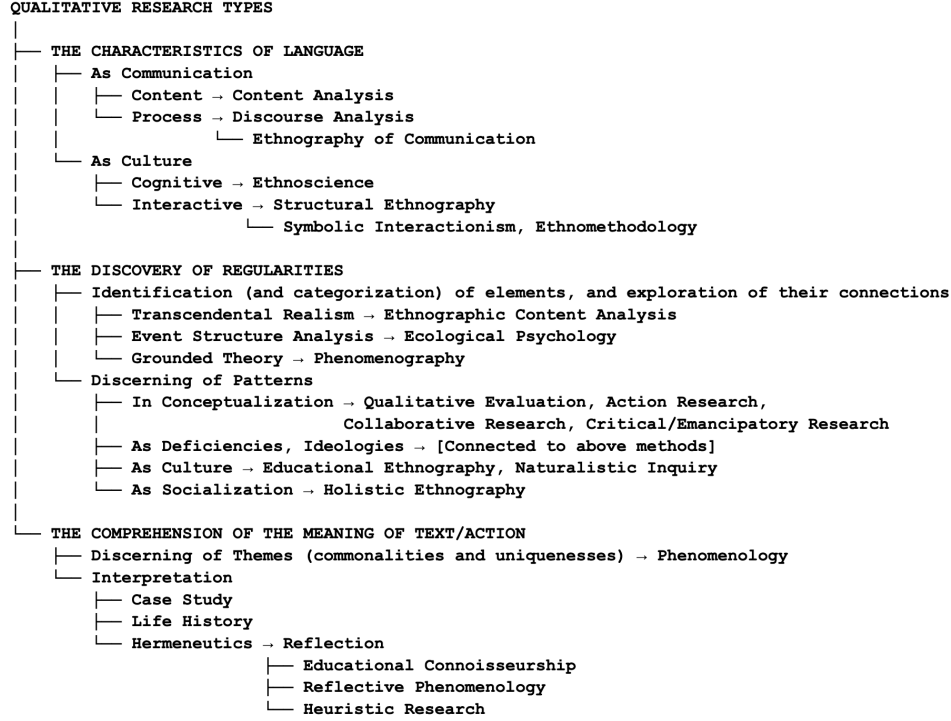 QUALITATIVE RESEARCH TYPES
│
├── THE CHARACTERISTICS OF LANGUAGE
│   ├── As Communication
│   │   ├── Content → Content Analysis
│   │   └── Process → Discourse Analysis
│   │               └── Ethnography of Communication
│   └── As Culture
│       ├── Cognitive → Ethnoscience
│       └── Interactive → Structural Ethnography
│                      └── Symbolic Interactionism, Ethnomethodology
│
├── THE DISCOVERY OF REGULARITIES
│   ├── Identification (and categorization) of elements, and exploration of their connections
│   │   ├── Transcendental Realism → Ethnographic Content Analysis
│   │   ├── Event Structure Analysis → Ecological Psychology
│   │   └── Grounded Theory → Phenomenography
│   └── Discerning of Patterns
│       ├── In Conceptualization → Qualitative Evaluation, Action Research,
│       │                        Collaborative Research, Critical/Emancipatory Research
│       ├── As Deficiencies, Ideologies → [Connected to above methods]
│       ├── As Culture → Educational Ethnography, Naturalistic Inquiry
│       └── As Socialization → Holistic Ethnography
│
└── THE COMPREHENSION OF THE MEANING OF TEXT/ACTION
    ├── Discerning of Themes (commonalities and uniquenesses) → Phenomenology
    └── Interpretation
        ├── Case Study
        ├── Life History
        └── Hermeneutics → Reflection
                         ├── Educational Connoisseurship
                         ├── Reflective Phenomenology
                         └── Heuristic Research